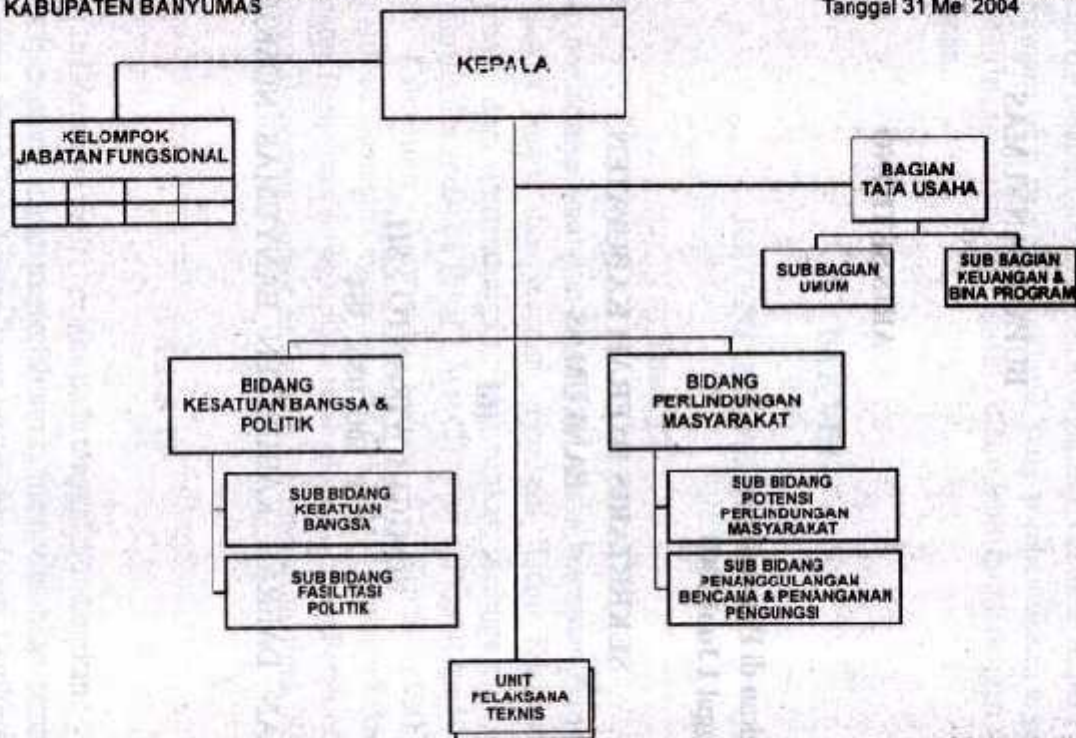 KABUPATEN BANYUMAS
Tanggal 31 Mei 2004
KEPALA
KELOMPOK
JABATAN FUNGSIONAL
BAGIAN
TATA USAHA
SUB BAGIAN
UMUM
SUB BAGIAN
KEUANGAN &
BINA PROGRAM
BIDANG
KESATUAN BANGSA &
POLITIK
BIDANG
PERLINDUNGAN
MASYARAKAT
SUB BIDANG
KESATUAN
BANGSA
SUB BIDANG
FASILITASI
POLITIK
SUB BIDANG
POTENSI
PERLINDUNGAN
MASYARAKAT
SUB BIDANG
PENANGGULANGAN
BENCANA & PENANGANAN
PENGUNGSI
UNIT
PELAKSANA
TEKNIS